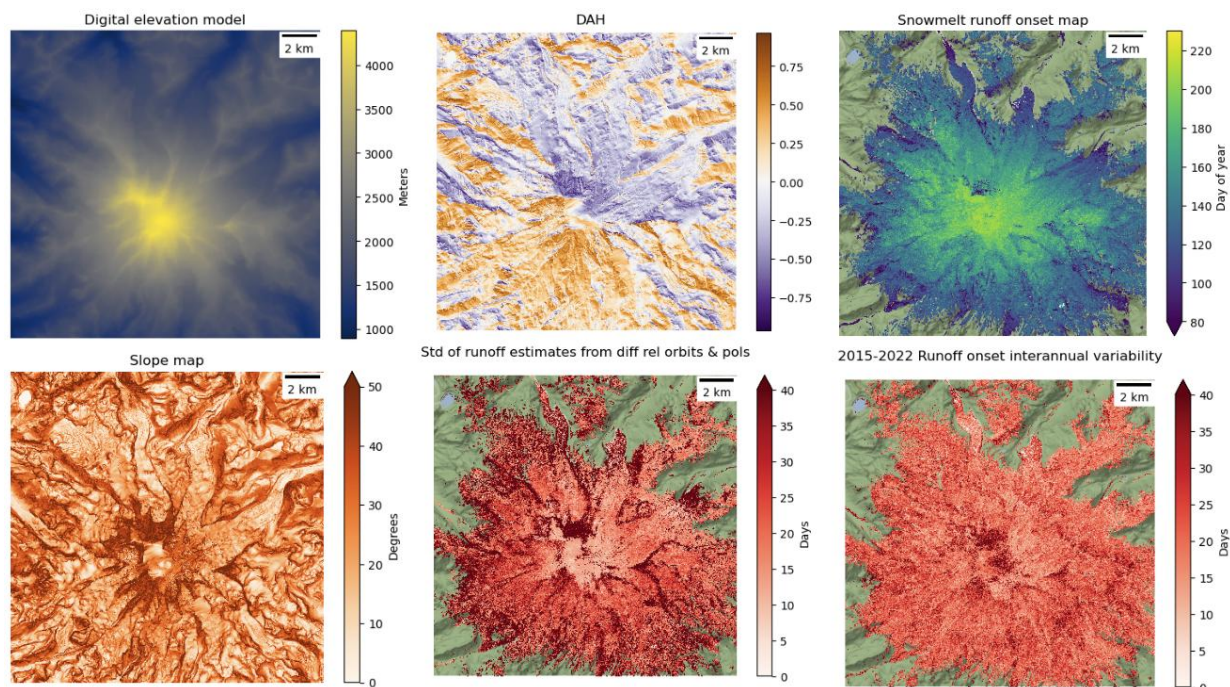 Digital elevation model
2 km
4000
3500
3000
2500
2000
1500
1000
Meters
DAH
2 km
0.75
0.50
0.25
0.00
−0.25
−0.50
−0.75
Snowmelt runoff onset map
2 km
220
200
180
160
140
120
100
80
Day of year
Slope map
2 km
50
40
30
20
10
0
Degrees
Std of runoff estimates from diff rel orbits & pols
2 km
40
35
30
25
20
15
10
5
0
Days
2015-2022 Runoff onset interannual variability
2 km
40
35
30
25
20
15
10
5
0
Days